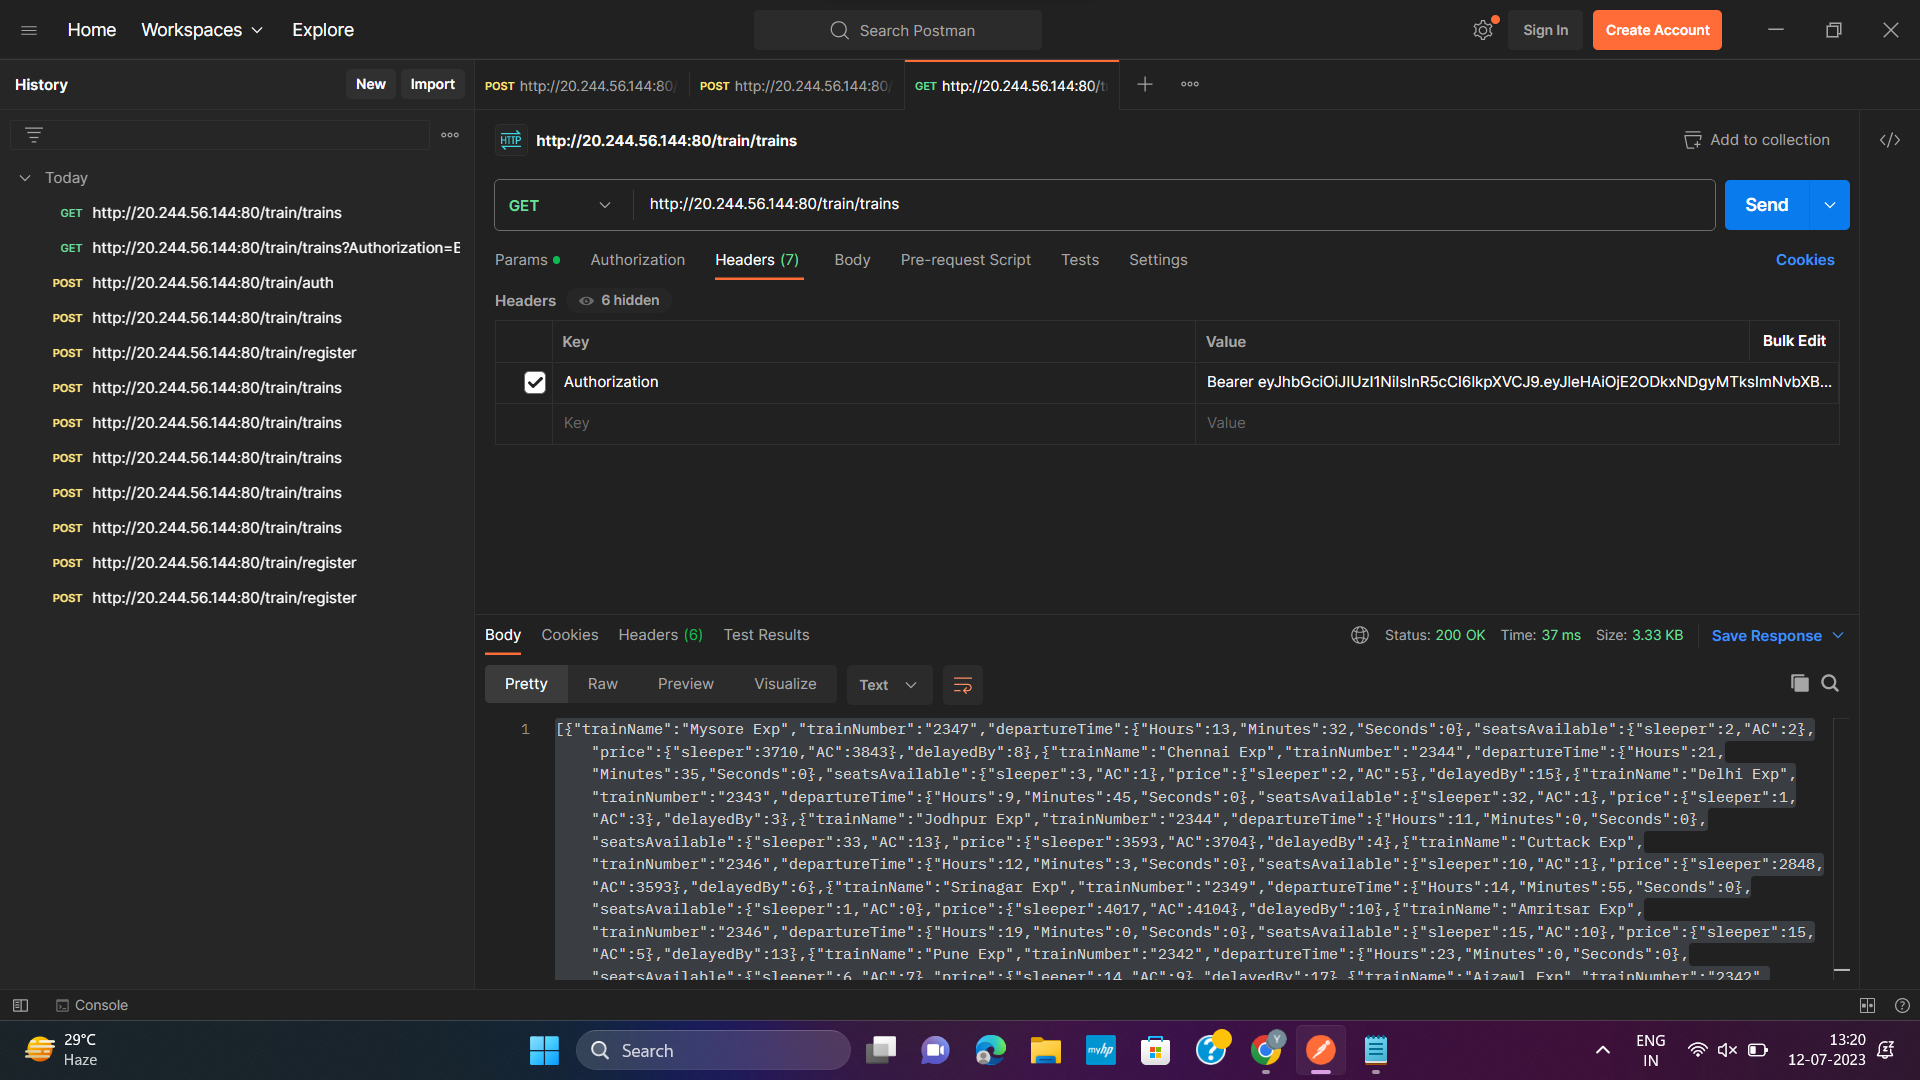 Home Workspaces Explore
Search Postman
Sign In Create Account
History New Import
POST http://20.244.56.144:80/
POST http://20.244.56.144:80/
GET http://20.244.56.144:80/t
HTTP http://20.244.56.144:80/train/trains
Add to collection
Today
GET http://20.244.56.144:80/train/trains
GET http://20.244.56.144:80/train/trains?Authorization=E
POST http://20.244.56.144:80/train/auth
POST http://20.244.56.144:80/train/trains
POST http://20.244.56.144:80/train/register
POST http://20.244.56.144:80/train/trains
POST http://20.244.56.144:80/train/trains
POST http://20.244.56.144:80/train/trains
POST http://20.244.56.144:80/train/trains
POST http://20.244.56.144:80/train/trains
POST http://20.244.56.144:80/train/register
POST http://20.244.56.144:80/train/register
GET http://20.244.56.144:80/train/trains Send
Params Authorization Headers (7) Body Pre-request Script Tests Settings Cookies
Headers 6 hidden
Key Value Bulk Edit
Authorization Bearer eyJhbGciOiJIUzI1NiIsInR5cCI6IkpXVCJ9.eyJleHAiOjE2ODkxNDgyMTksImNvbXB...
Key Value
Body Cookies Headers (6) Test Results Status: 200 OK Time: 37 ms Size: 3.33 KB Save Response
Pretty Raw Preview Visualize Text
1 [{"trainName":"Mysore Exp","trainNumber":"2347","departureTime":{"Hours":13,"Minutes":32,"Seconds":0},"seatsAvailable":{"sleeper":2,"AC":2},
"price":{"sleeper":3710,"AC":3843},"delayedBy":8},{"trainName":"Chennai Exp","trainNumber":"2344","departureTime":{"Hours":21,
"Minutes":35,"Seconds":0},"seatsAvailable":{"sleeper":3,"AC":1},"price":{"sleeper":2,"AC":5},"delayedBy":15},{"trainName":"Delhi Exp",
"trainNumber":"2343","departureTime":{"Hours":9,"Minutes":45,"Seconds":0},"seatsAvailable":{"sleeper":32,"AC":1},"price":{"sleeper":1,
"AC":3},"delayedBy":3},{"trainName":"Jodhpur Exp","trainNumber":"2344","departureTime":{"Hours":11,"Minutes":0,"Seconds":0},
"seatsAvailable":{"sleeper":33,"AC":13},"price":{"sleeper":3593,"AC":3704},"delayedBy":4},{"trainName":"Cuttack Exp",
"trainNumber":"2346","departureTime":{"Hours":12,"Minutes":3,"Seconds":0},"seatsAvailable":{"sleeper":10,"AC":1},"price":{"sleeper":2848,
"AC":3593},"delayedBy":6},{"trainName":"Srinagar Exp","trainNumber":"2349","departureTime":{"Hours":14,"Minutes":55,"Seconds":0},
"seatsAvailable":{"sleeper":1,"AC":0},"price":{"sleeper":4017,"AC":4104},"delayedBy":10},{"trainName":"Amritsar Exp",
"trainNumber":"2346","departureTime":{"Hours":19,"Minutes":0,"Seconds":0},"seatsAvailable":{"sleeper":15,"AC":10},"price":{"sleeper":15,
"AC":5},"delayedBy":13},{"trainName":"Pune Exp","trainNumber":"2342","departureTime":{"Hours":23,"Minutes":0,"Seconds":0},
"seatsAvailable":{"sleeper":6,"AC":7},"price":{"sleeper":14,"AC":9},"delayedBy":17},{"trainName":"Aizawl Exp","trainNumber":"2342",
Console
29°C
Haze
Search
myhp
Y
ENG
IN
13:20
12-07-2023